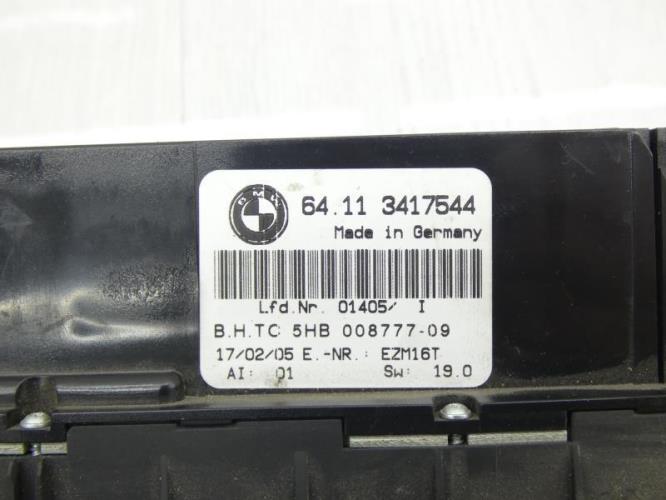 BMW
64.11 3417544
Made in Germany
Lfd.Nr. 01405/ I
B.H.TC 5HB 008777-09
17/02/05 E.-NR.: EZM16T
AI: 01 Sw: 19.0